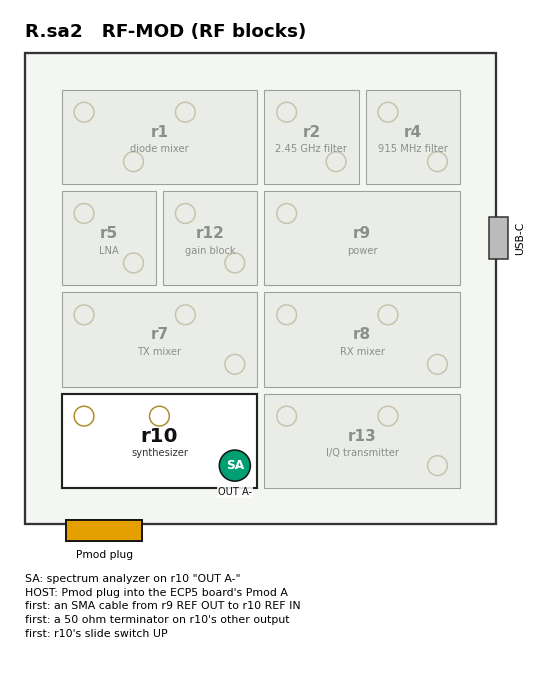 R.sa2 RF-MOD (RF blocks)
r1
diode mixer
r2
2.45 GHz filter
r4
915 MHz filter
r5
LNA
r12
gain block
r9
power
USB-C
r7
TX mixer
r8
RX mixer
r10
synthesizer
SA
OUT A-
r13
I/Q transmitter
Pmod plug
SA: spectrum analyzer on r10 "OUT A-"
HOST: Pmod plug into the ECP5 board's Pmod A
first: an SMA cable from r9 REF OUT to r10 REF IN
first: a 50 ohm terminator on r10's other output
first: r10's slide switch UP